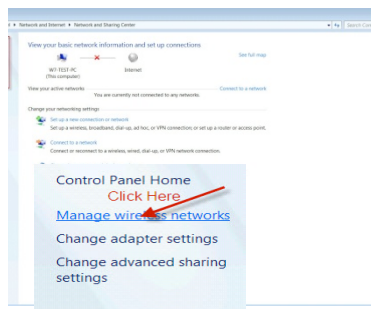 Network and Internet ▸ Network and Sharing Center
Search Con
View your basic network information and set up connections
See full map
WT-TEST-PC
(This computer)
Internet
View your active networks
Connect to a network
You are currently not connected to any networks.
Change your networking settings
Set up a new connection or network
Set up a wireless, broadband, dial-up, ad hoc, or VPN connection; or set up a router or access point.
Connect to a network
Connect or reconnect to a wireless, wired, dial-up, or VPN network connection.
Control Panel Home
Click Here
Manage wireless networks
Change adapter settings
Change advanced sharing
settings